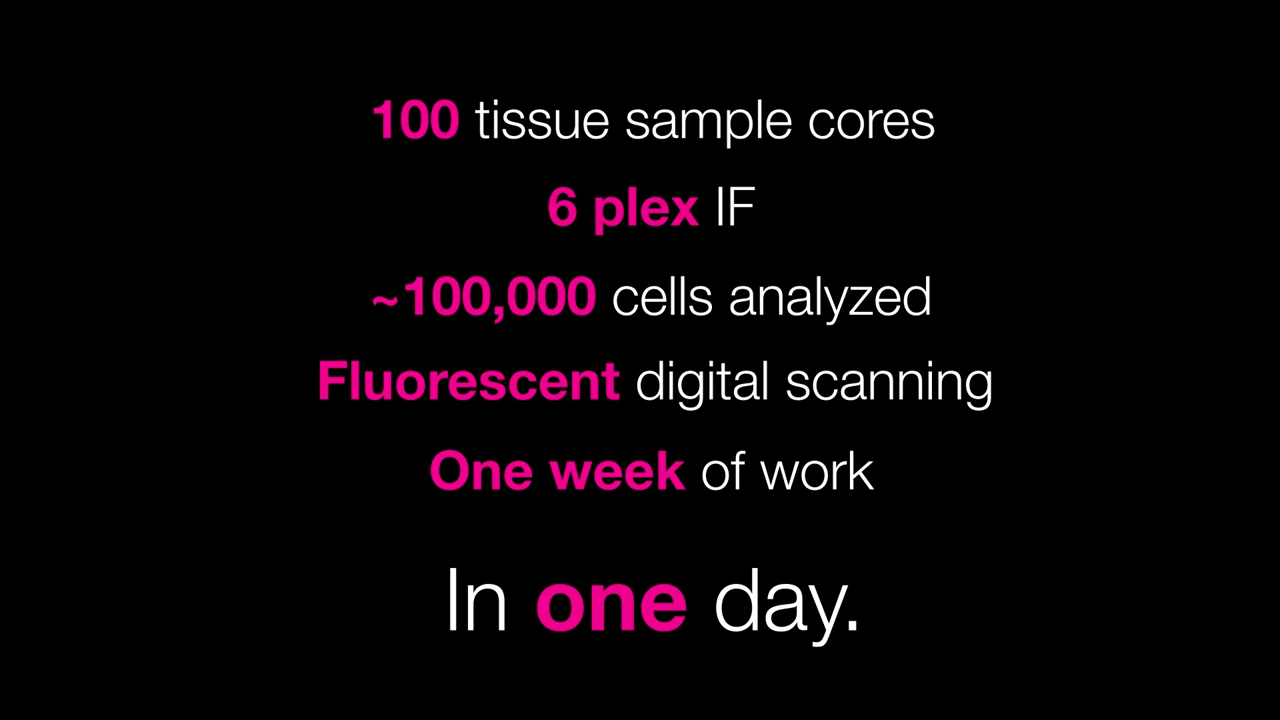 100 tissue sample cores
6 plex IF
~100,000 cells analyzed
Fluorescent digital scanning
One week of work
In one day.